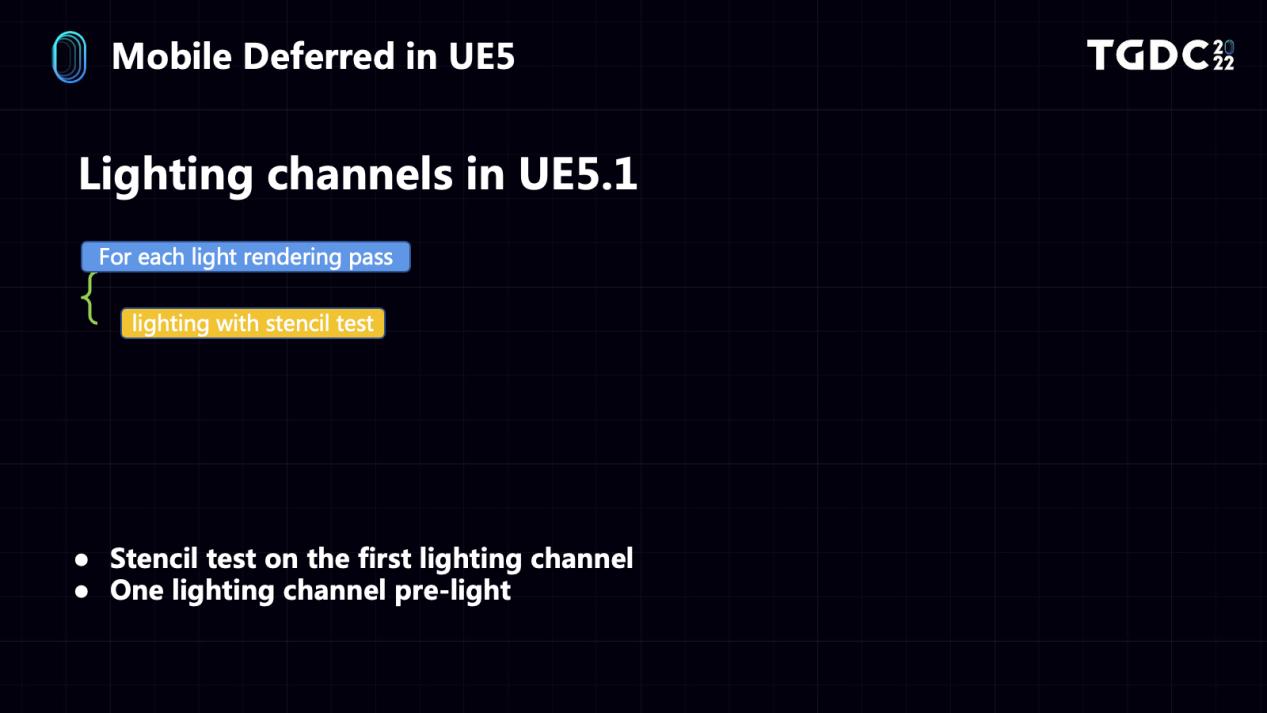 Mobile Deferred in UE5
TGDC 2022
Lighting channels in UE5.1
For each light rendering pass
{
lighting with stencil test
● Stencil test on the first lighting channel
● One lighting channel pre-light